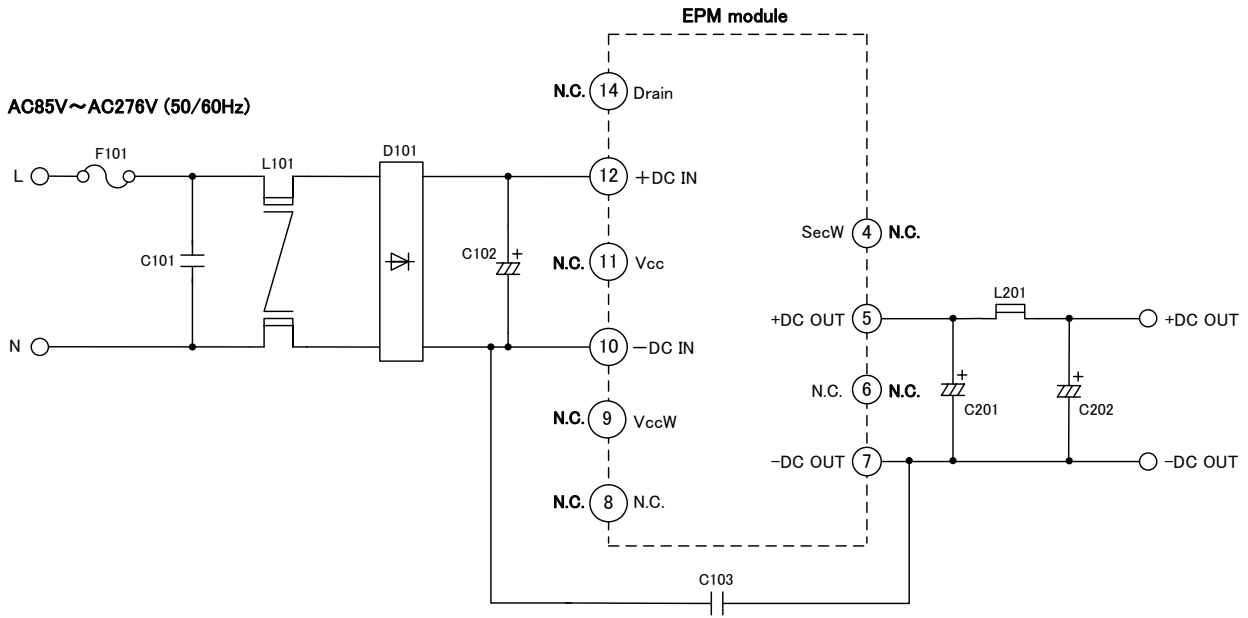 EPM module
N.C. 14 Drain
AC85V～AC276V (50/60Hz)
F101
L101
D101
L
12 ＋DC IN
SecW 4 N.C.
C101
C102
+
N.C. 11 Vcc
L201
+DC OUT 5
+DC OUT
N
10 －DC IN
N.C. 6 N.C.
+
C201
+
C202
N.C. 9 VccW
－DC OUT 7
－DC OUT
N.C. 8 N.C.
C103